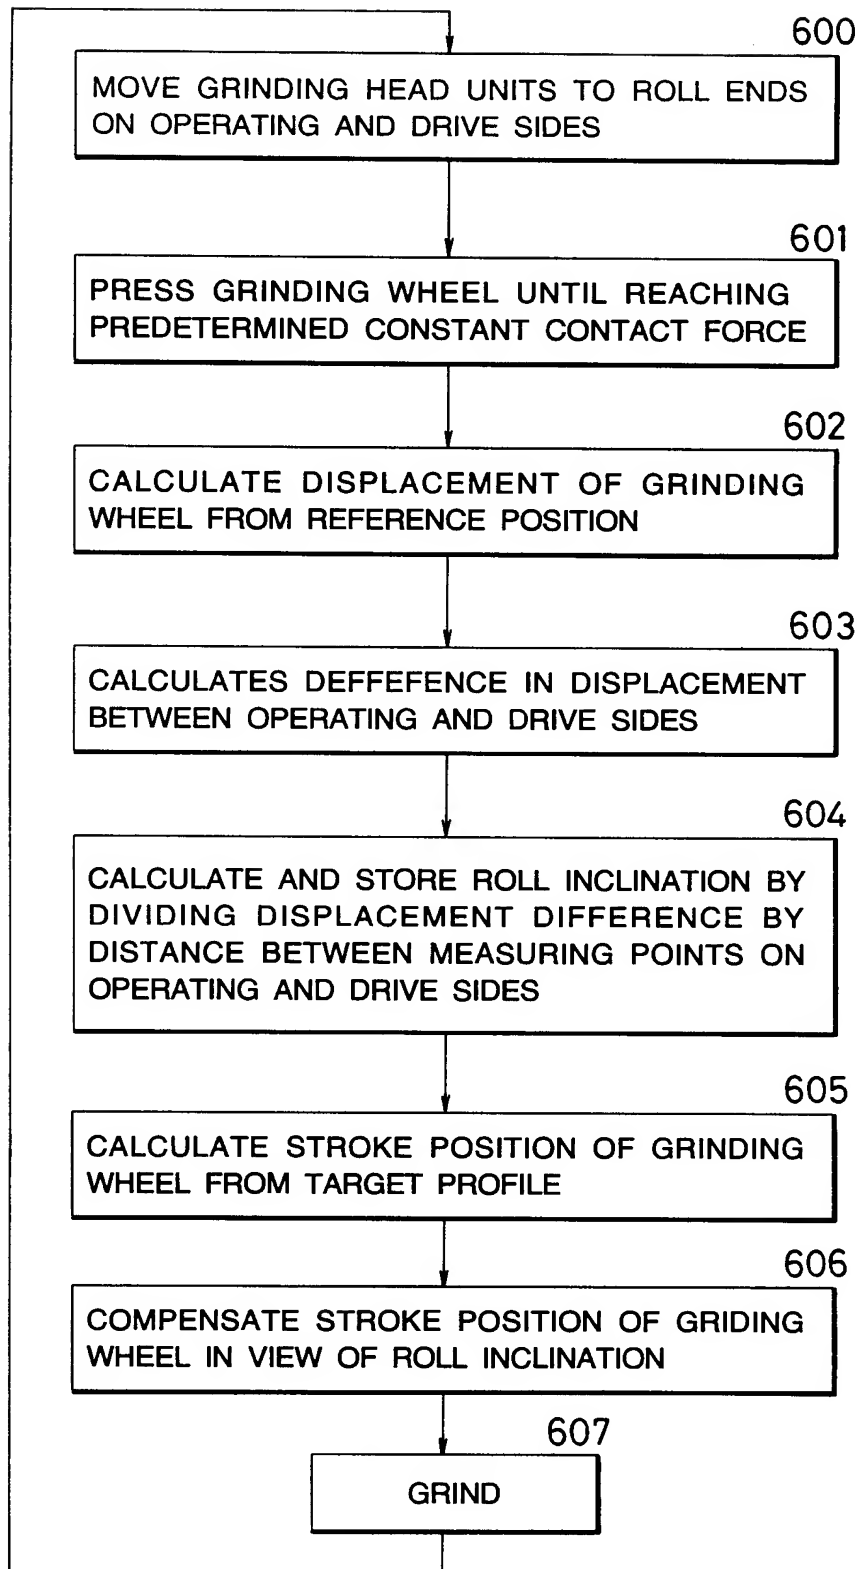 600
MOVE GRINDING HEAD UNITS TO ROLL ENDS
ON OPERATING AND DRIVE SIDES
601
PRESS GRINDING WHEEL UNTIL REACHING
PREDETERMINED CONSTANT CONTACT FORCE
602
CALCULATE DISPLACEMENT OF GRINDING
WHEEL FROM REFERENCE POSITION
603
CALCULATES DEFFEFENCE IN DISPLACEMENT
BETWEEN OPERATING AND DRIVE SIDES
604
CALCULATE AND STORE ROLL INCLINATION BY
DIVIDING DISPLACEMENT DIFFERENCE BY
DISTANCE BETWEEN MEASURING POINTS ON
OPERATING AND DRIVE SIDES
605
CALCULATE STROKE POSITION OF GRINDING
WHEEL FROM TARGET PROFILE
606
COMPENSATE STROKE POSITION OF GRIDING
WHEEL IN VIEW OF ROLL INCLINATION
607
GRIND